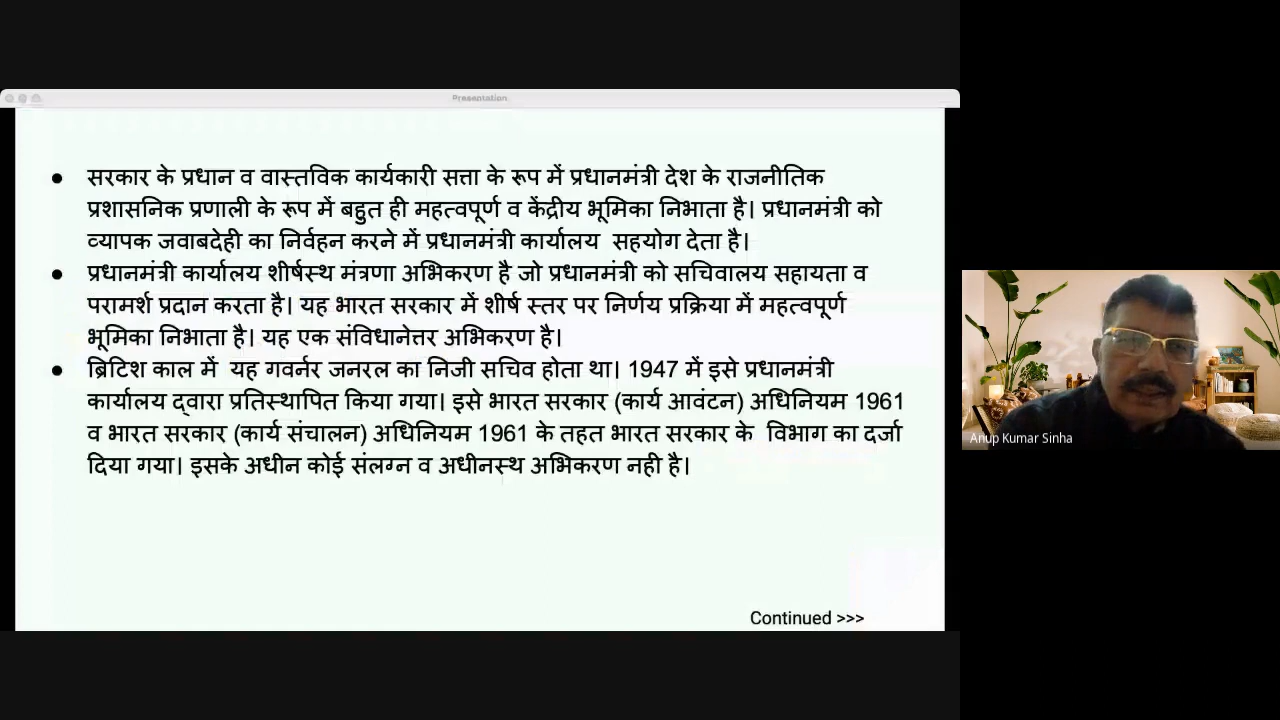 Presentation
● सरकार के प्रधान व वास्तविक कार्यकारी सत्ता के रूप में प्रधानमंत्री देश के राजनीतिक
प्रशासनिक प्रणाली के रूप में बहुत ही महत्वपूर्ण व केंद्रीय भूमिका निभाता है। प्रधानमंत्री को
व्यापक जवाबदेही का निर्वहन करने में प्रधानमंत्री कार्यालय सहयोग देता है।
● प्रधानमंत्री कार्यालय शीर्षस्थ मंत्रणा अभिकरण है जो प्रधानमंत्री को सचिवालय सहायता व
परामर्श प्रदान करता है। यह भारत सरकार में शीर्ष स्तर पर निर्णय प्रक्रिया में महत्वपूर्ण
भूमिका निभाता है। यह एक संविधानेत्तर अभिकरण है।
● ब्रिटिश काल में यह गवर्नर जनरल का निजी सचिव होता था। 1947 में इसे प्रधानमंत्री
कार्यालय द्वारा प्रतिस्थापित किया गया। इसे भारत सरकार (कार्य आवंटन) अधिनियम 1961
व भारत सरकार (कार्य संचालन) अधिनियम 1961 के तहत भारत सरकार के विभाग का दर्जा
दिया गया। इसके अधीन कोई संलग्न व अधीनस्थ अभिकरण नही है।
Continued >>>
Anup Kumar Sinha